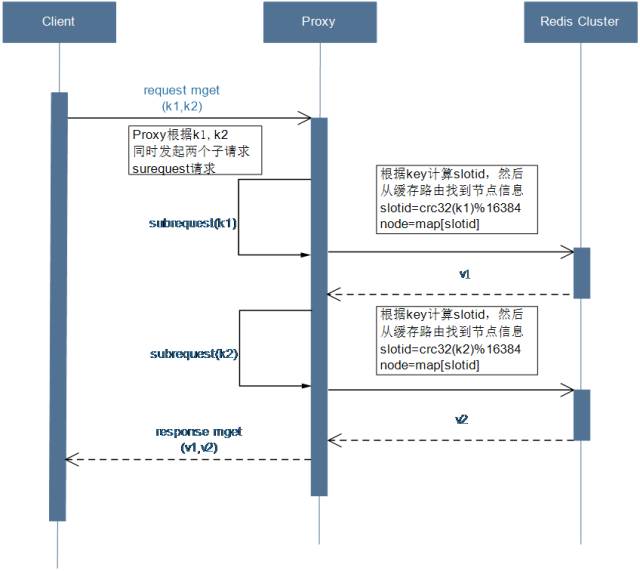 Client
Proxy
Redis Cluster
request mget
(k1,k2)
Proxy根据k1, k2
同时发起两个子请求
surequest请求
根据key计算slotid，然后
从缓存路由找到节点信息
slotid=crc32(k1)%16384
node=map[slotid]
subrequest(k1)
v1
根据key计算slotid，然后
从缓存路由找到节点信息
slotid=crc32(k2)%16384
node=map[slotid]
subrequest(k2)
v2
response mget
(v1,v2)